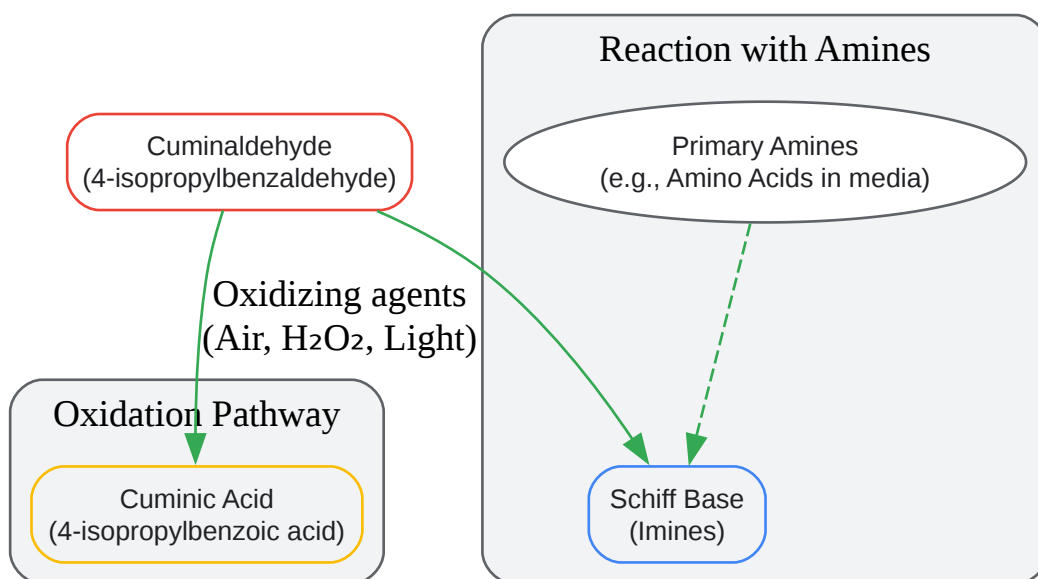 Reaction with Amines
Cuminaldehyde
(4-isopropylbenzaldehyde)
Primary Amines
(e.g., Amino Acids in media)
Oxidizing agents
(Air, H₂O₂, Light)
Oxidation Pathway
Cuminic Acid
(4-isopropylbenzoic acid)
Schiff Base
(Imines)